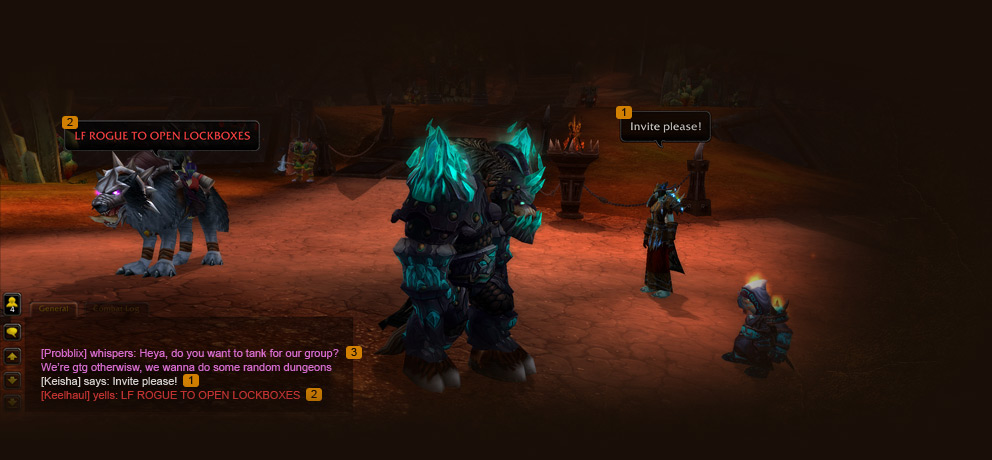 1
Invite please!
2
LF ROGUE TO OPEN LOCKBOXES
4
General
[Probblix] whispers: Heya, do you want to tank for our group? 3
We're gtg otherwisw, we wanna do some random dungeons
[Keisha] says: Invite please! 1
[Keelhaul] yells: LF ROGUE TO OPEN LOCKBOXES 2